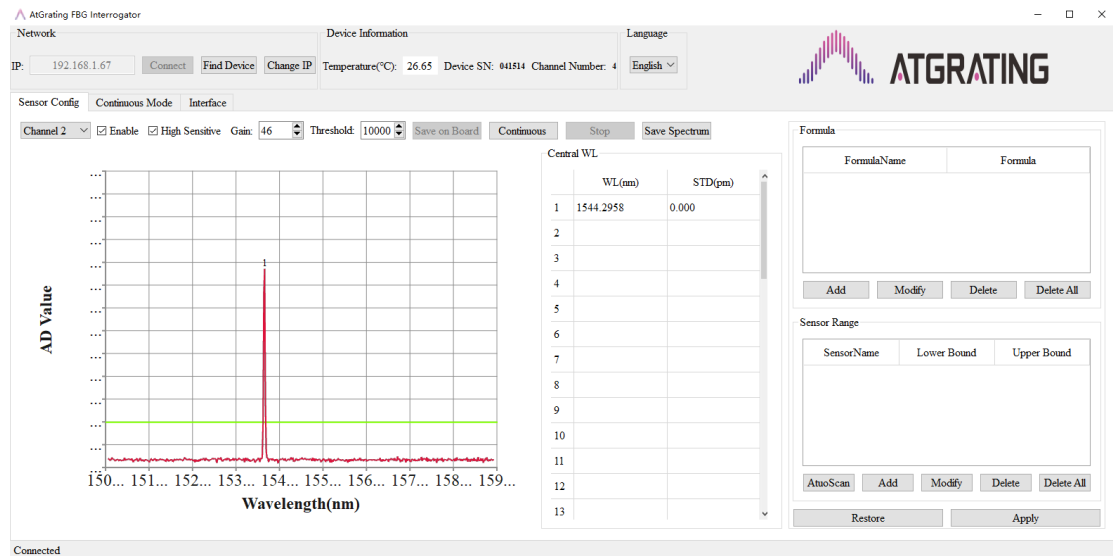 AtGrating FBG Interrogator
Network
Device Information
Language
IP: 192.168.1.67 Connect Find Device Change IP
Temperature(°C): 26.65 Device SN: 041514 Channel Number: 4
English
ATGRATING
Sensor Config Continuous Mode Interface
Channel 2 Enable High Sensitive Gain: 46 Threshold: 10000 Save on Board Continuous Stop Save Spectrum
AD Value
...
...
...
...
...
...
...
...
...
...
...
...
...
...
1
150... 151... 152... 153... 154... 155... 156... 157... 158... 159...
Wavelength(nm)
Central WL
WL(nm) STD(pm)
1 1544.2958 0.000
2
3
4
5
6
7
8
9
10
11
12
13
Formula
FormulaName Formula
Add Modify Delete Delete All
Sensor Range
SensorName Lower Bound Upper Bound
AtuoScan Add Modify Delete Delete All
Restore Apply
Connected